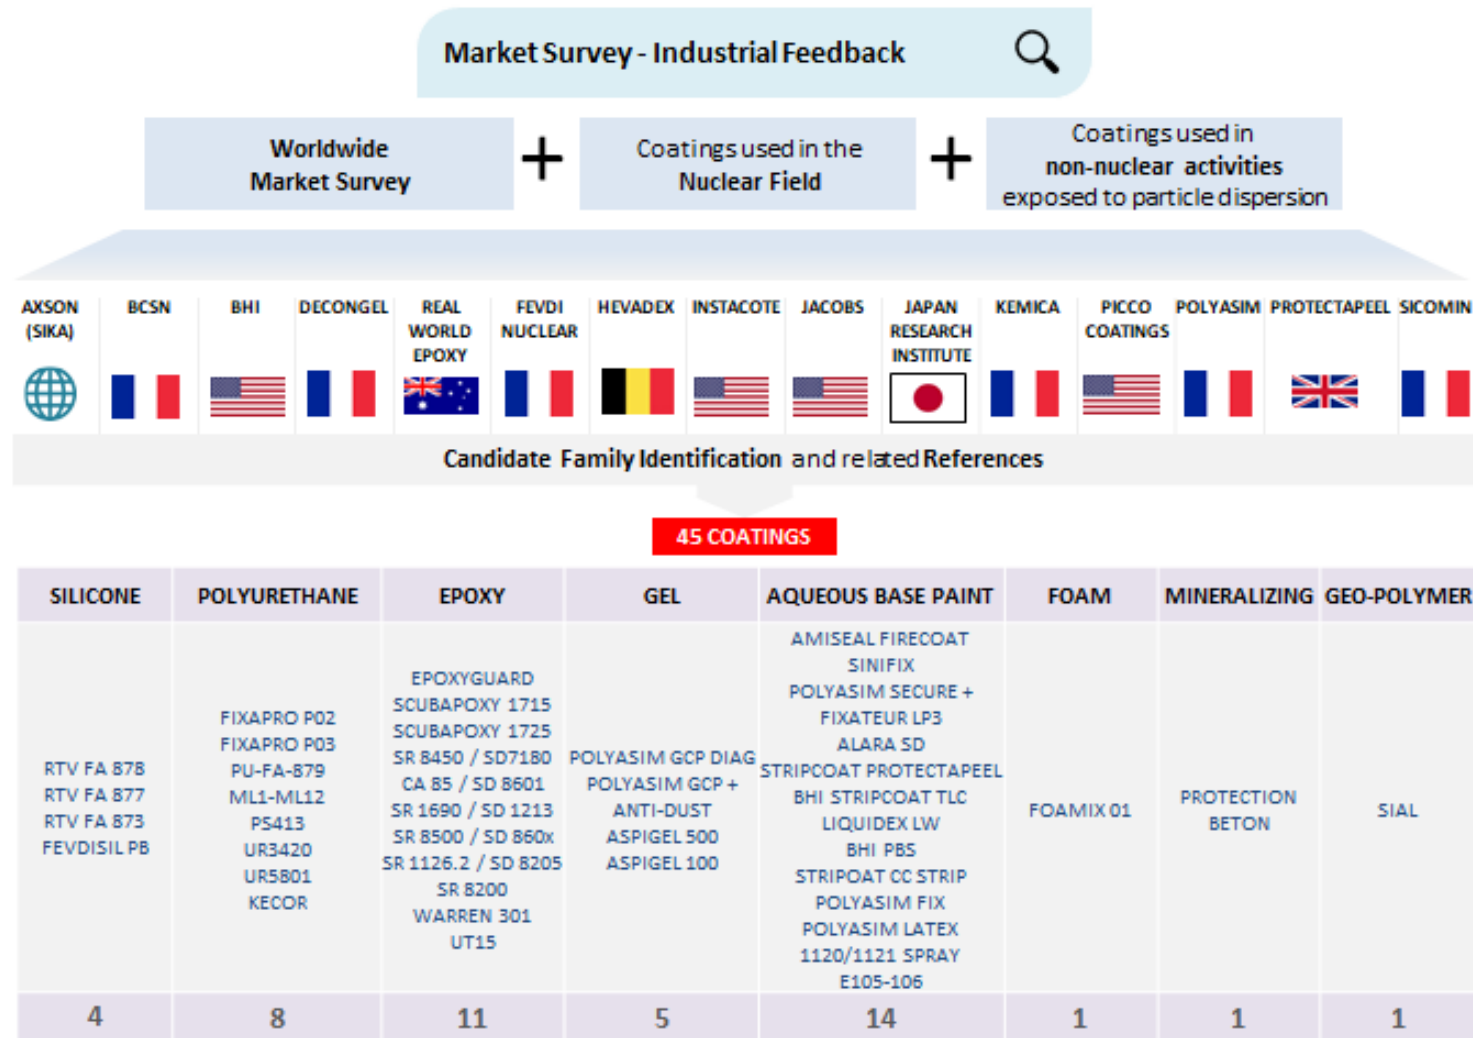 Market Survey - Industrial Feedback
Worldwide
Market Survey
+
Coatings used in the
Nuclear Field
+
Coatings used in
non-nuclear activities
exposed to particle dispersion
AXSON
(SIKA)
BCSN
BHI
DECONGEL
REAL
WORLD
EPOXY
FEVDI
NUCLEAR
HEVADEX
INSTACOTE
JACOBS
JAPAN
RESEARCH
INSTITUTE
KEMICA
PICCO
COATINGS
POLYASIM
PROTECTAPEEL
SICOMIN
Candidate Family Identification and related References
45 COATINGS
SILICONE
POLYURETHANE
EPOXY
GEL
AQUEOUS BASE PAINT
FOAM
MINERALIZING
GEO-POLYMER
RTV FA 878
RTV FA 877
RTV FA 873
FEVDISIL PB
FIXAPRO P02
FIXAPRO P03
PU-FA-879
ML1-ML12
PS413
UR3420
UR5801
KECOR
EPOXYGUARD
SCUBAPOXY 1715
SCUBAPOXY 1725
SR 8450 / SD7180
CA 85 / SD 8601
SR 1690 / SD 1213
SR 8500 / SD 860x
SR 1126.2 / SD 8205
SR 8200
WARREN 301
UT15
POLYASIM GCP DIAG
POLYASIM GCP +
ANTI-DUST
ASPIGEL 500
ASPIGEL 100
AMISEAL FIRECOAT
SINIFIX
POLYASIM SECURE +
FIXATEUR LP3
ALARA SD
STRIPCOAT PROTECTAPEEL
BHI STRIPCOAT TLC
LIQUIDEX LW
BHI PBS
STRIPOAT CC STRIP
POLYASIM FIX
POLYASIM LATEX
1120/1121 SPRAY
E105-106
FOAMIX 01
PROTECTION
BETON
SIAL
4
8
11
5
14
1
1
1